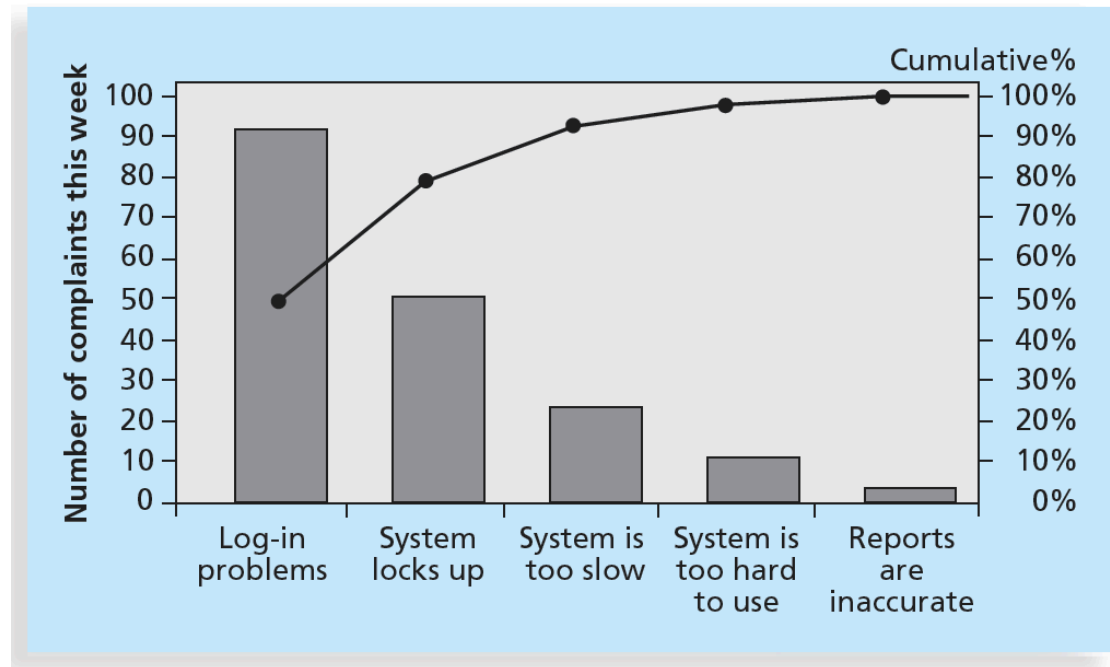 Cumulative%
Number of complaints this week
100
90
80
70
60
50
40
30
20
10
0
100%
90%
80%
70%
60%
50%
40%
30%
20%
10%
0%
Log-in
problems
System
locks up
System is
too slow
System is
too hard
to use
Reports
are
inaccurate